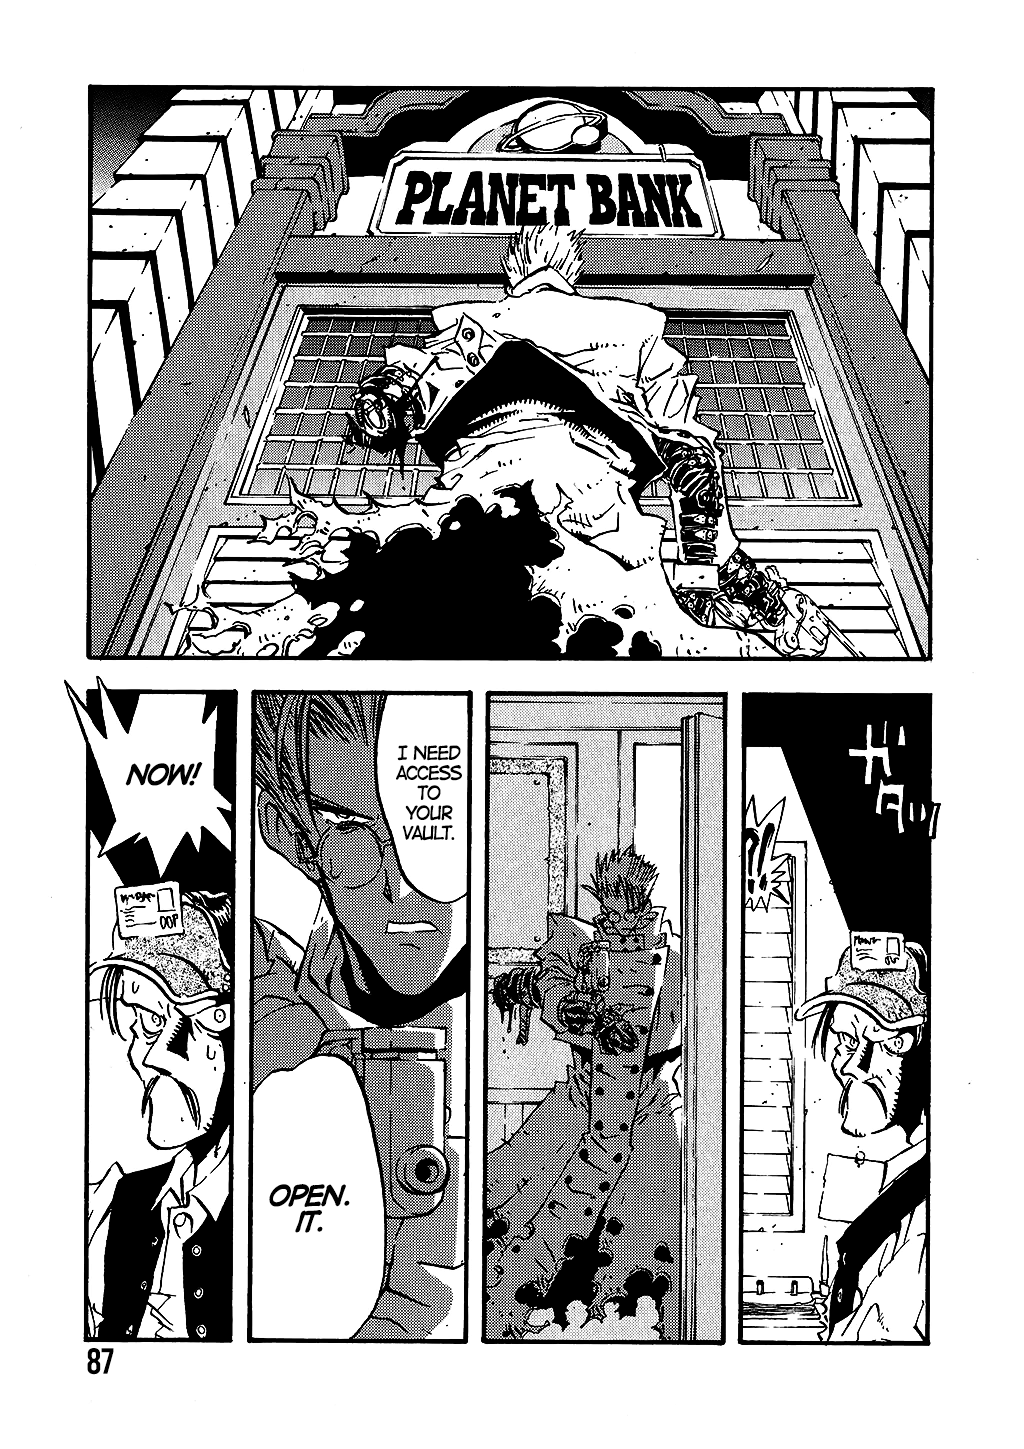 PLANET BANK
?!
I NEED
ACCESS
TO
YOUR
VAULT.
OPEN.
IT.
NOW!
87